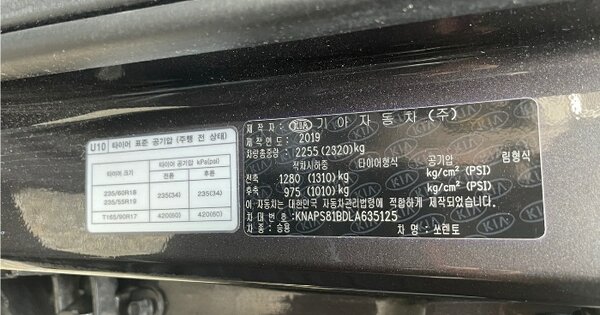 U10 타이어 표준 공기압 (주행 전 상태)
타이어 크기 타이어 공기압 kPa(psi)
전륜 후륜
235/60R18
235/55R19 235(34) 235(34)
T165/90R17 420(60) 420(60)
제 작 자 : KIA 기 아 자 동 차 (주)
제 작 연 도 : 2019
차량총중량 : 2255 (2320)kg
적차시하중 타이어형식 공기압 림형식
전축 1280 (1310)kg kg/cm² (PSI)
후축 975 (1010)kg kg/cm² (PSI)
이 자동차는 대한민국 자동차관리법령에 적합하게 제작되었습니다.
차 대 번 호 : KNAPS81BDLA635125
차 종 : 승용 차 명 : 쏘렌토